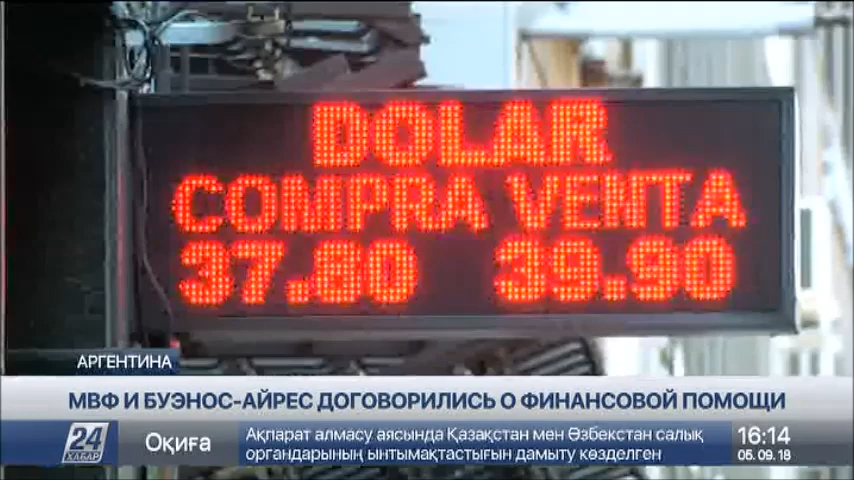 DOLAR
COMPRA VENTA
37.80 39.90
АРГЕНТИНА
МВФ И БУЭНОС-АЙРЕС ДОГОВОРИЛИСЬ О ФИНАНСОВОЙ ПОМОЩИ
24
ХАБАР
Оқиға
Ақпарат алмасу аясында Қазақстан мен Өзбекстан салық
органдарының ынтымақтастығын дамыту көзделген
16:14
05.09.18